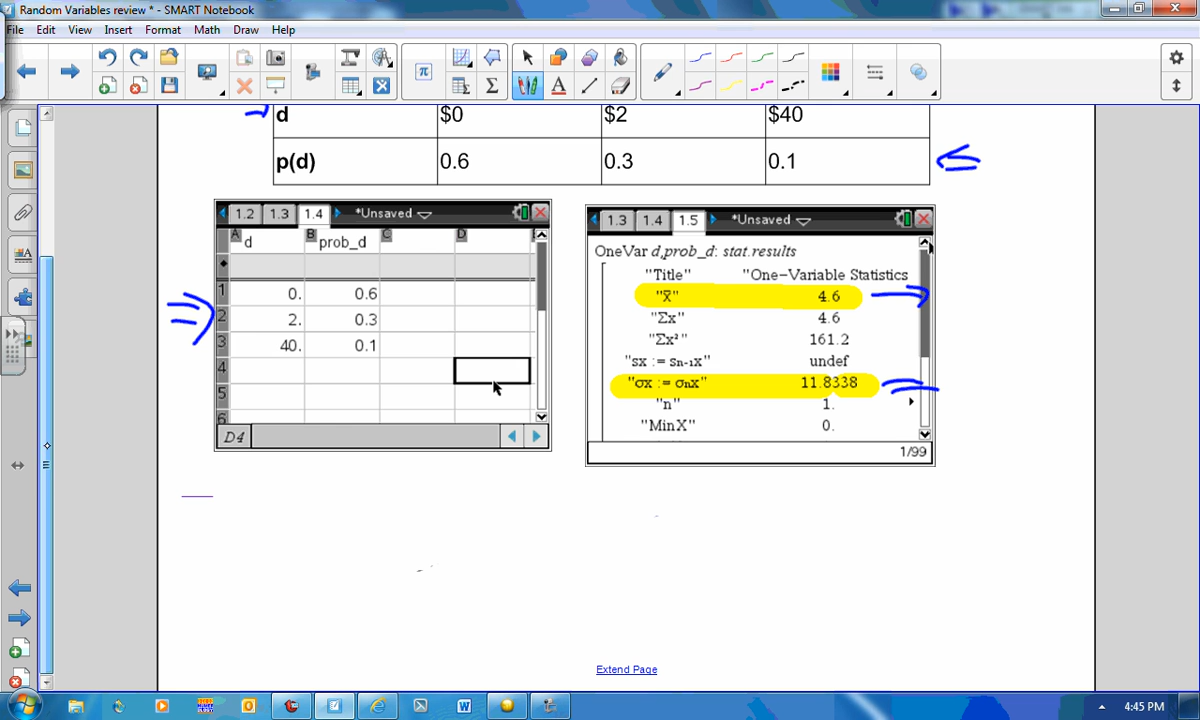 Random Variables review * - SMART Notebook
File Edit View Insert Format Math Draw Help
d $0 $2 $40
p(d) 0.6 0.3 0.1
1.2 1.3 1.4 *Unsaved
A d B prob_d C D
1 0. 0.6
2 2. 0.3
3 40. 0.1
4
5
6
D4
1.3 1.4 1.5 *Unsaved
OneVar d,prob_d: stat.results
"Title" "One−Variable Statistics
"x̄" 4.6
"Σx" 4.6
"Σx²" 161.2
"sx := sn-1x" undef
"σx := σnx" 11.8338
"n" 1.
"MinX" 0.
1/99
Extend Page
4:45 PM